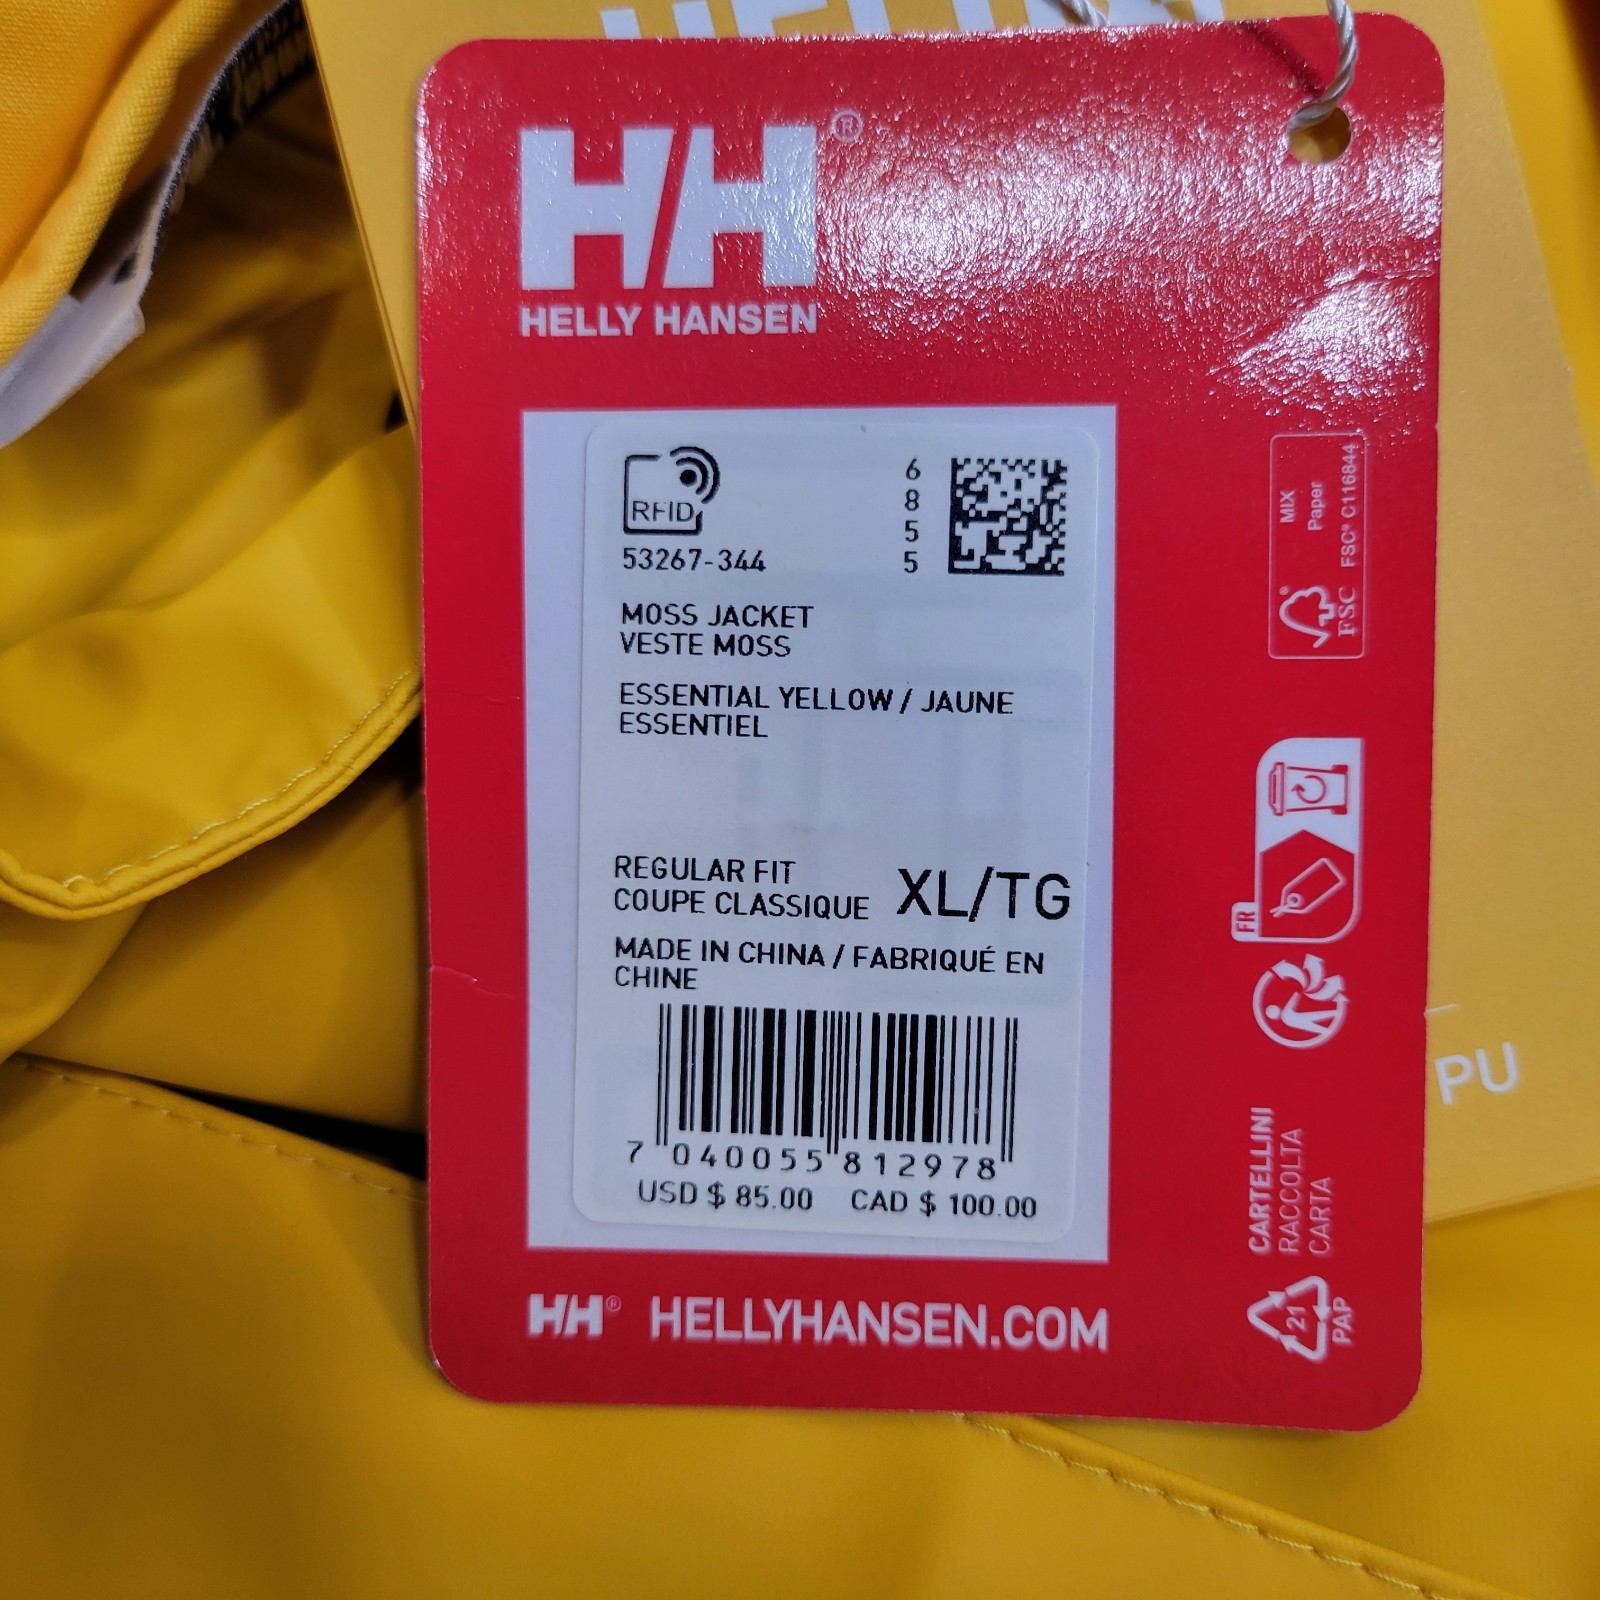 HH®
HELLY HANSEN
RFID
53267-344
6
8
5
5
MOSS JACKET
VESTE MOSS
ESSENTIAL YELLOW / JAUNE
ESSENTIEL
REGULAR FIT
COUPE CLASSIQUE
XL/TG
MADE IN CHINA / FABRIQUÉ EN
CHINE
7 040055 812978
USD $ 85.00 CAD $ 100.00
HH® HELLYHANSEN.COM
MIX
Paper
FSC® C116844
FSC
FR
CARTELLINI
RACCOLTA
CARTA
21
PAP
PU